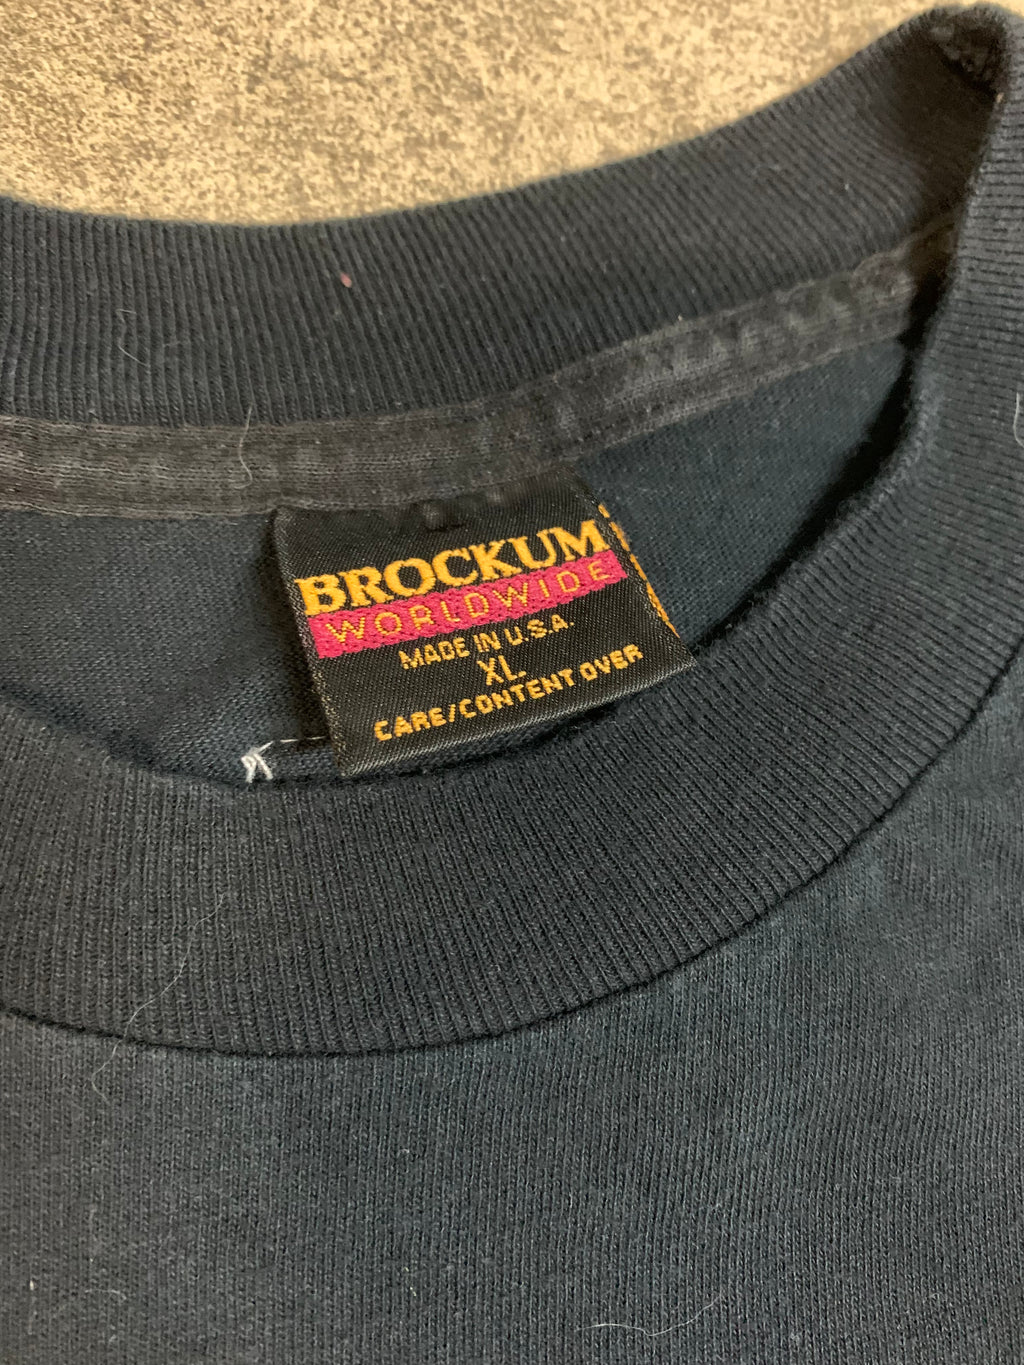 BROCKUM
WORLDWIDE
MADE IN U.S.A.
XL
CARE/CONTENT OVER